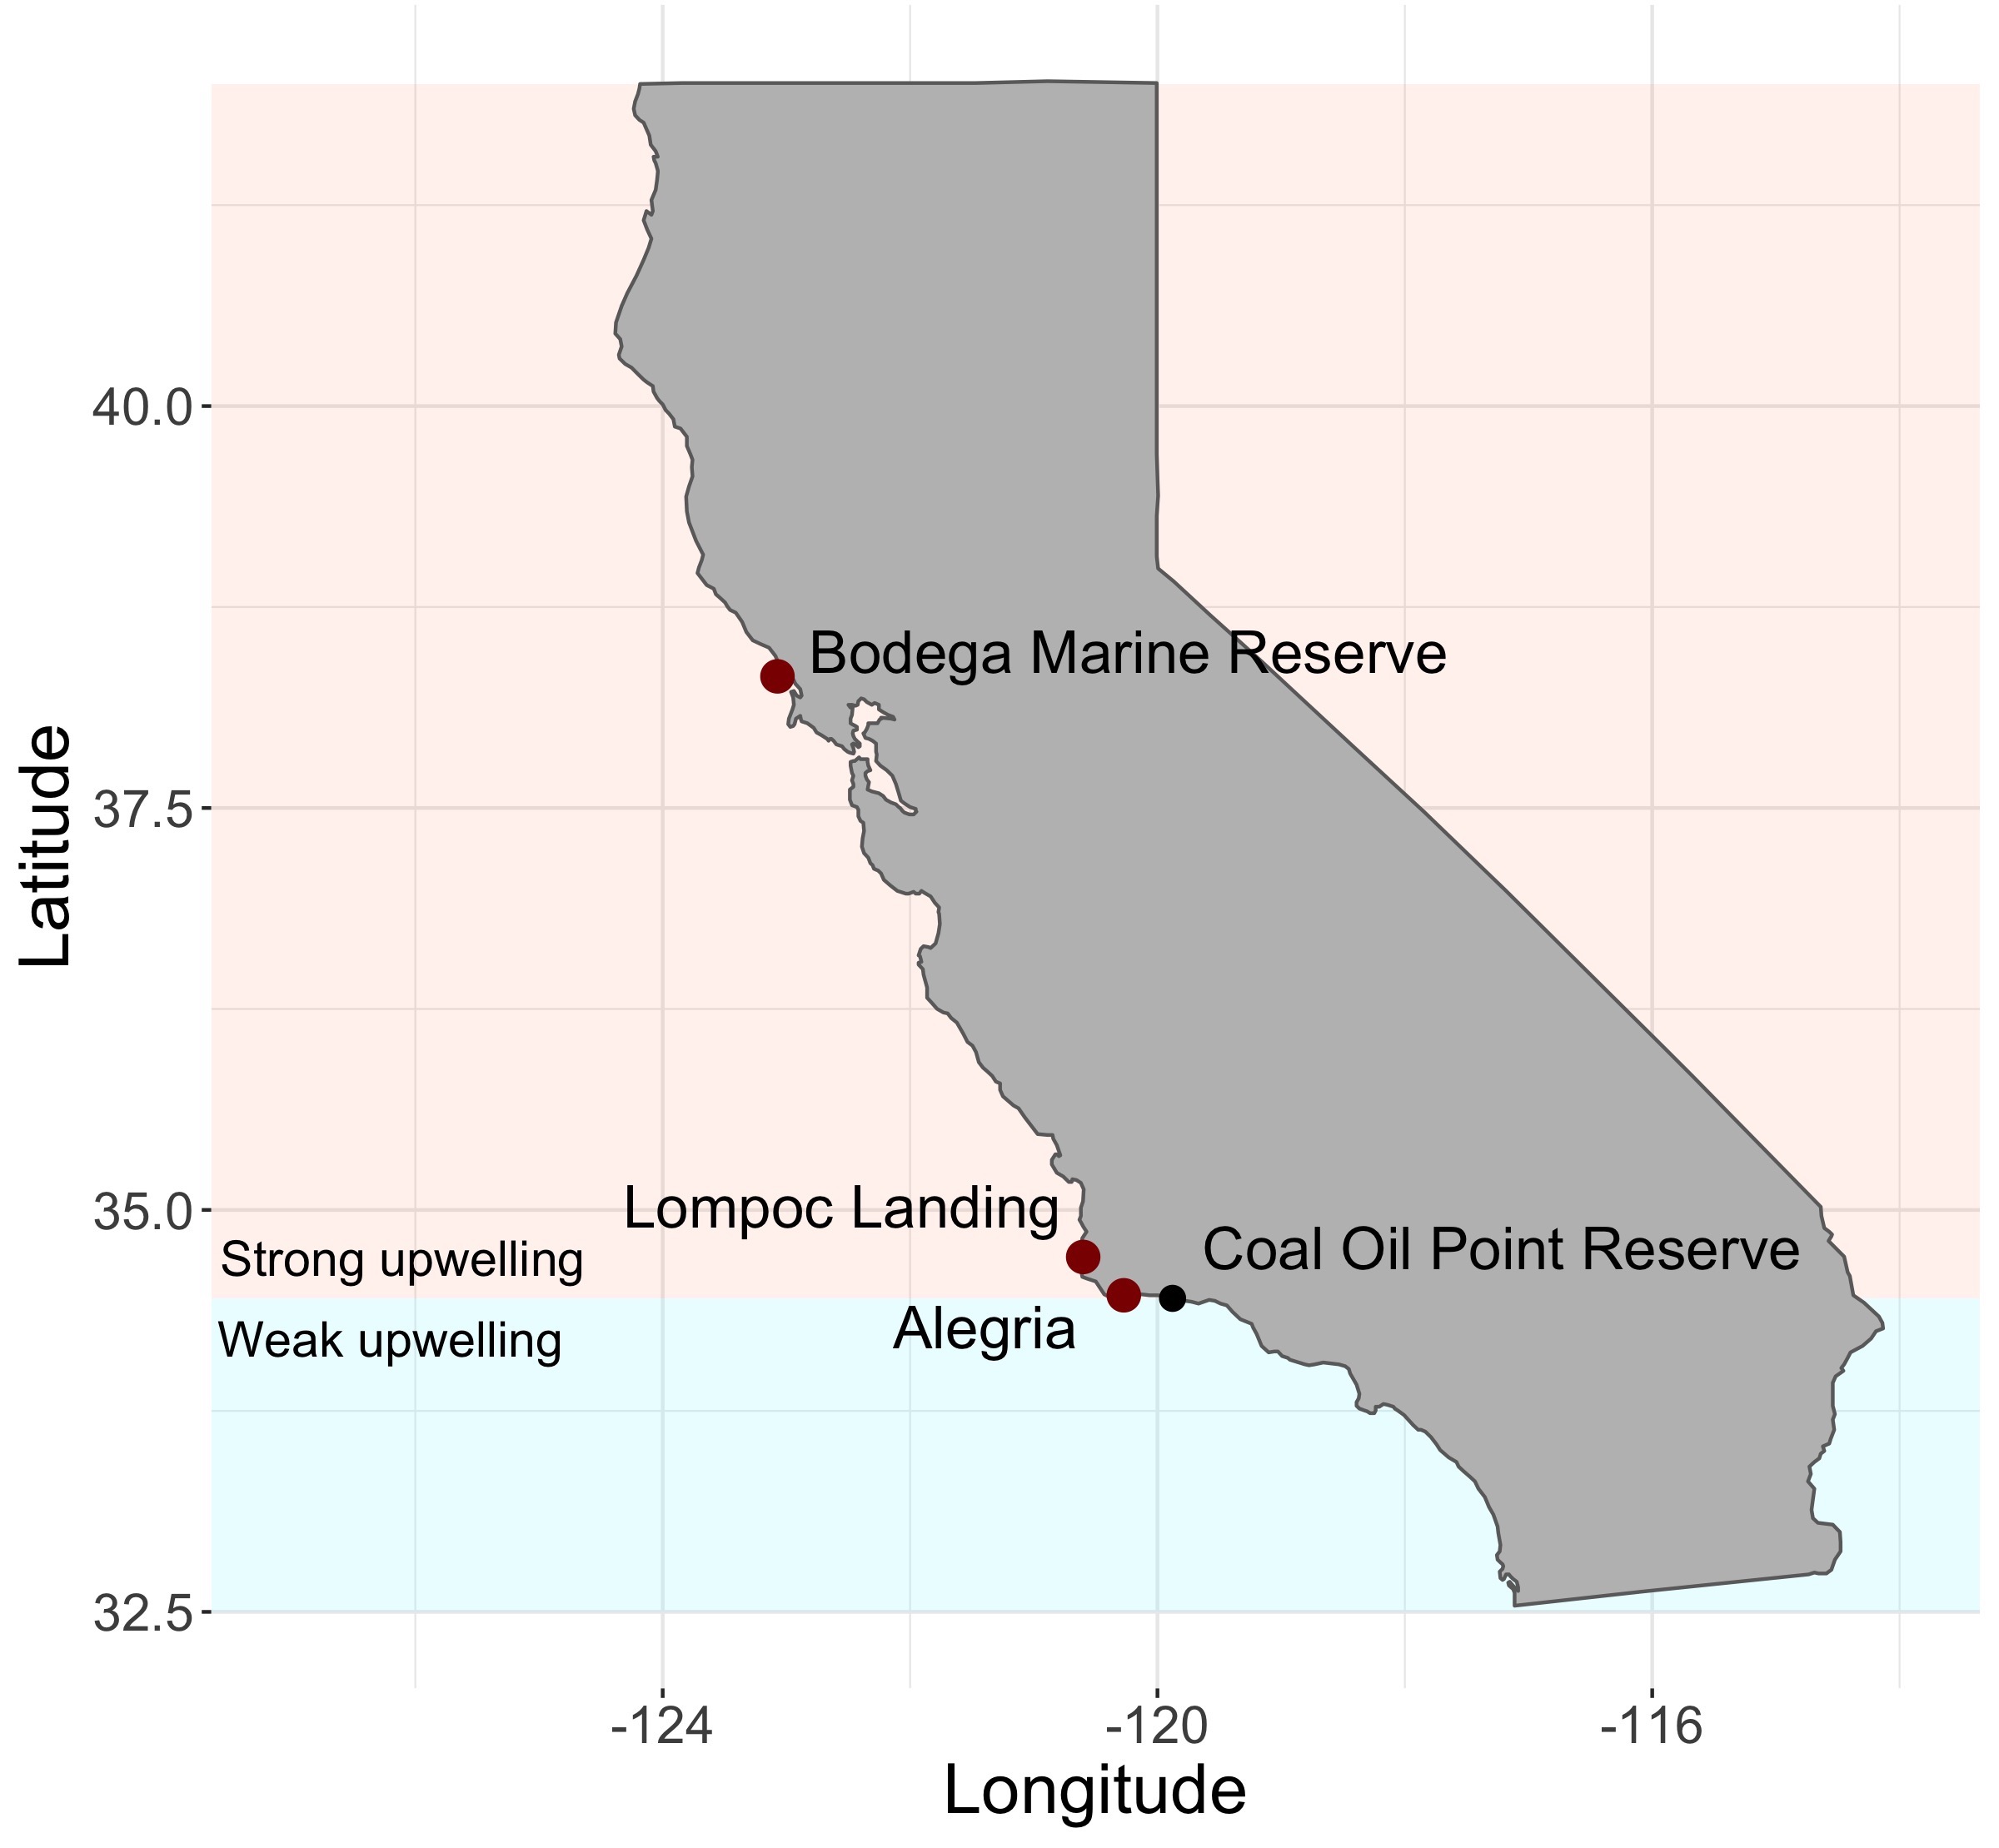 40.0
Bodega Marine Reserve
37.5
Latitude
Lompoc Landing
35.0
Coal Oil Point Reserve
Strong upwelling
Alegria
Weak upwelling
32.5
-124
-120
-116
Longitude